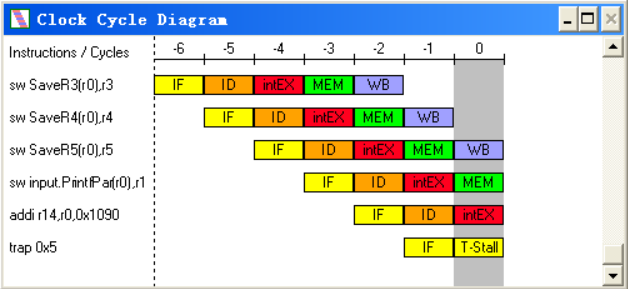 Clock Cycle Diagram
Instructions / Cycles -6 -5 -4 -3 -2 -1 0
sw SaveR3(r0),r3 IF ID intEX MEM WB
sw SaveR4(r0),r4 IF ID intEX MEM WB
sw SaveR5(r0),r5 IF ID intEX MEM WB
sw input.PrintfPar(r0),r1 IF ID intEX MEM
addi r14,r0,0x1090 IF ID intEX
trap 0x5 IF T-Stall